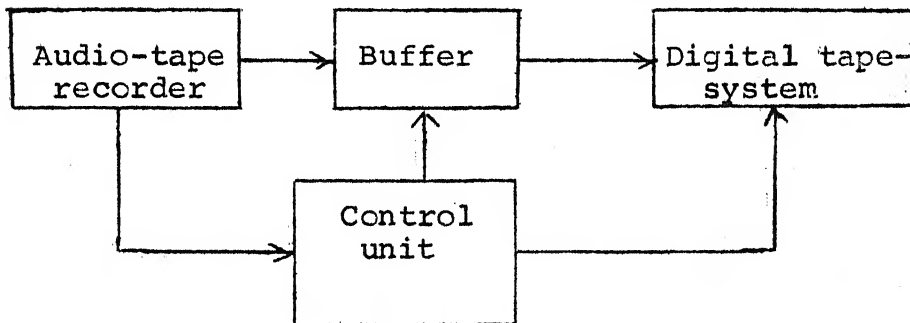 Audio-tape
recorder
Buffer
Digital tape-
system
Control
unit